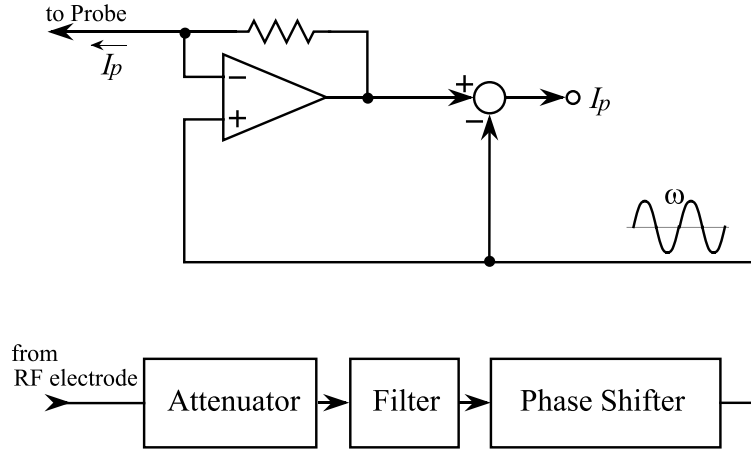 to Probe
Ip
−
+
+
−
Ip
ω
from
RF electrode
Attenuator
Filter
Phase Shifter